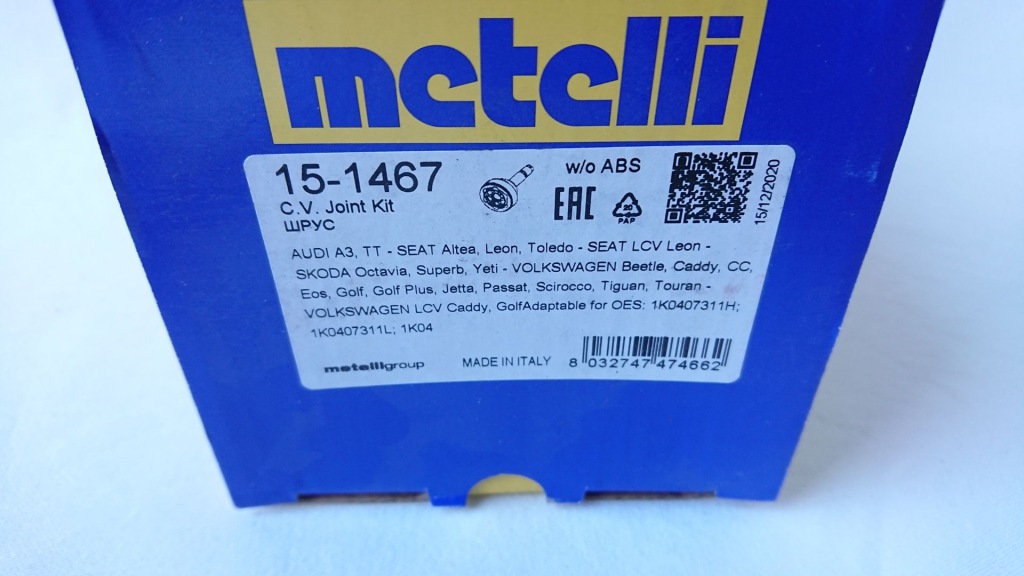 metelli
15-1467
w/o ABS
C.V. Joint Kit
ШРУС
EAC
20
PAP
15/12/2020
AUDI A3, TT - SEAT Altea, Leon, Toledo - SEAT LCV Leon -
SKODA Octavia, Superb, Yeti - VOLKSWAGEN Beetle, Caddy, CC,
Eos, Golf, Golf Plus, Jetta, Passat, Scirocco, Tiguan, Touran -
VOLKSWAGEN LCV Caddy, GolfAdaptable for OES: 1K0407311H;
1K0407311L; 1K04
metelligroup
MADE IN ITALY
8 032747 474662